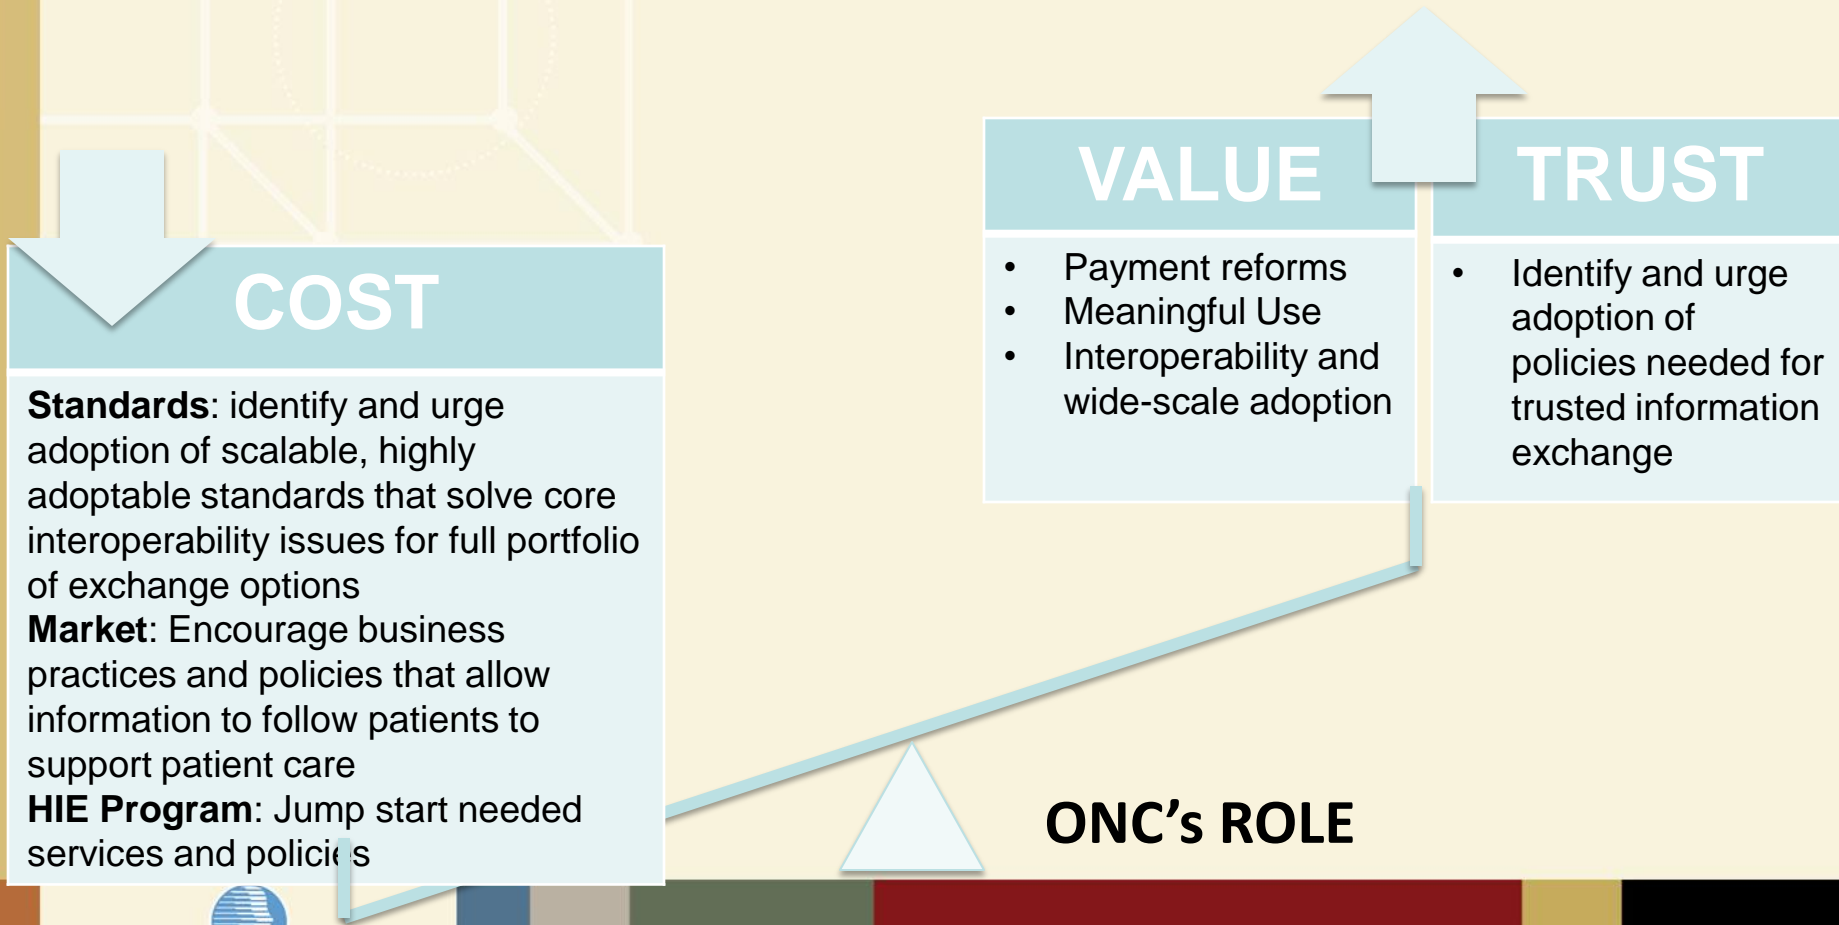 COST
Standards: identify and urge
adoption of scalable, highly
adoptable standards that solve core
interoperability issues for full portfolio
of exchange options
Market: Encourage business
practices and policies that allow
information to follow patients to
support patient care
HIE Program: Jump start needed
services and policies
VALUE
• Payment reforms
• Meaningful Use
• Interoperability and
wide-scale adoption
TRUST
• Identify and urge
adoption of
policies needed for
trusted information
exchange
ONC’s ROLE